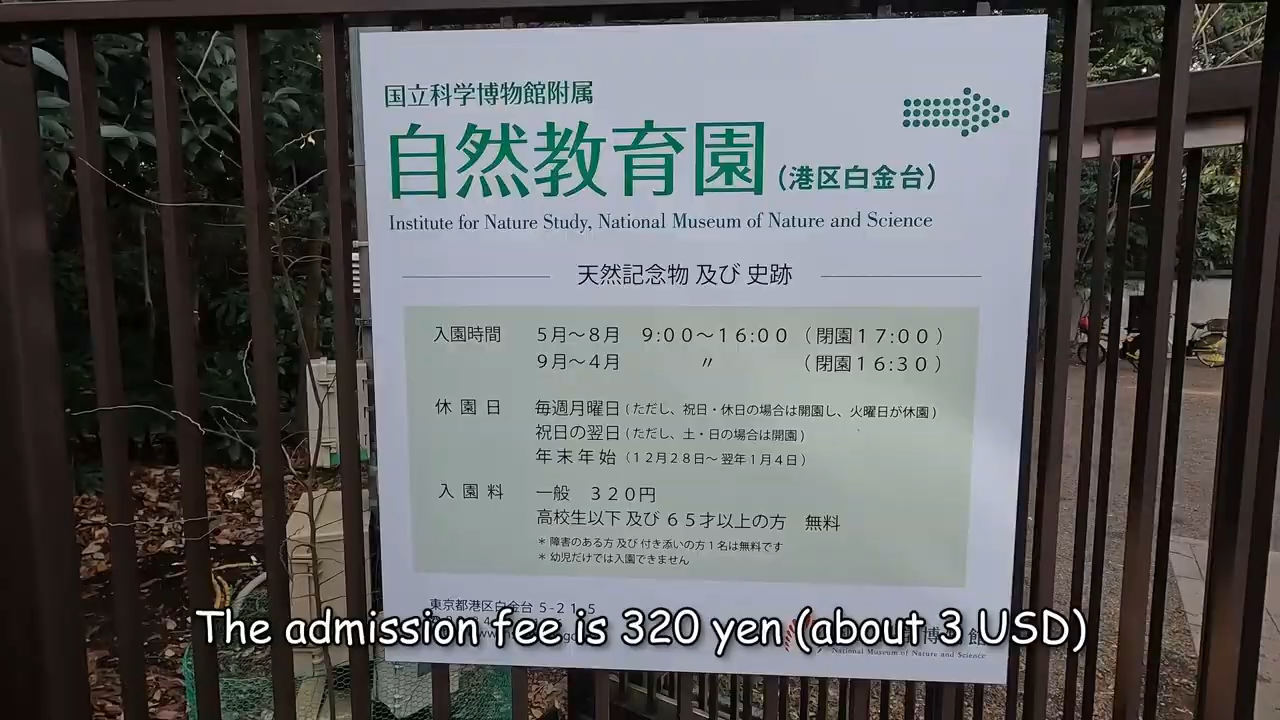 国立科学博物館附属
自然教育園（港区白金台）
Institute for Nature Study, National Museum of Nature and Science
天然記念物 及び 史跡
入園時間 5月～8月 9:00～16:00 （閉園17:00）
9月～4月 〃 （閉園16:30）
休園日 毎週月曜日（ただし、祝日・休日の場合は開園し、火曜日が休園）
祝日の翌日（ただし、土・日の場合は開園）
年末年始（12月28日～翌年1月4日）
入園料 一般 320円
高校生以下 及び 65才以上の方 無料
＊障害のある方 及び 付き添いの方1名は無料です
＊幼児だけでは入園できません
東京都港区白金台 5-21-5
The admission fee is 320 yen (about 3 USD)
National Museum of Nature and Science